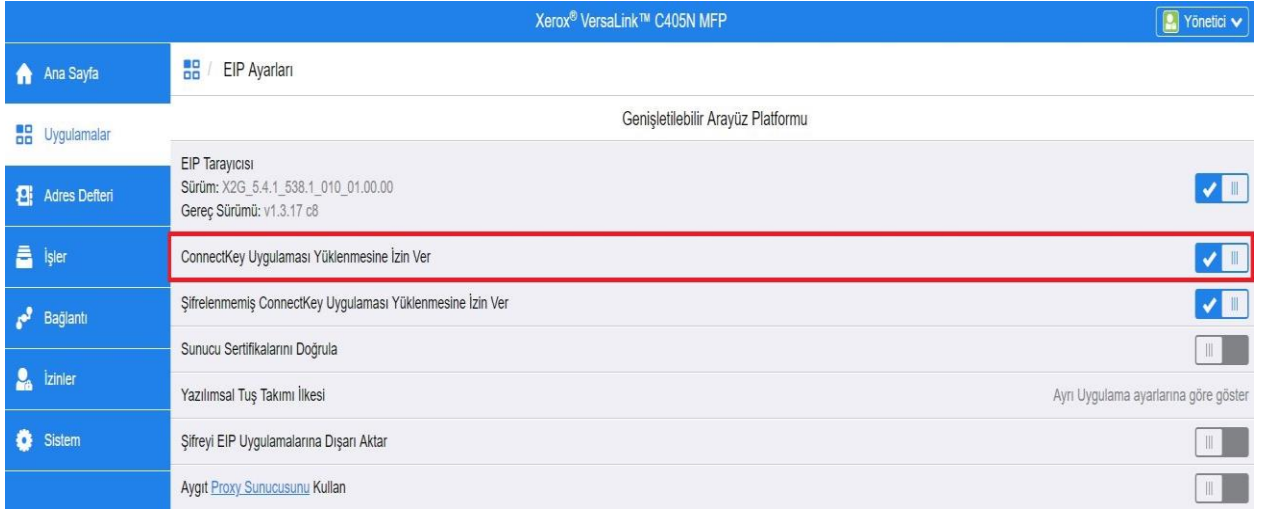 Xerox® VersaLink™ C405N MFP
Yönetici
Ana Sayfa
Uygulamalar
Adres Defteri
İşler
Bağlantı
İzinler
Sistem
/ EIP Ayarları
Genişletilebilir Arayüz Platformu
EIP Tarayıcısı
Sürüm: X2G_5.4.1_538.1_010_01.00.00
Gereç Sürümü: v1.3.17 c8
ConnectKey Uygulaması Yüklenmesine İzin Ver
Şifrelenmemiş ConnectKey Uygulaması Yüklenmesine İzin Ver
Sunucu Sertifikalarını Doğrula
Yazılımsal Tuş Takımı İlkesi
Ayrı Uygulama ayarlarına göre göster
Şifreyi EIP Uygulamalarına Dışarı Aktar
Aygıt Proxy Sunucusunu Kullan